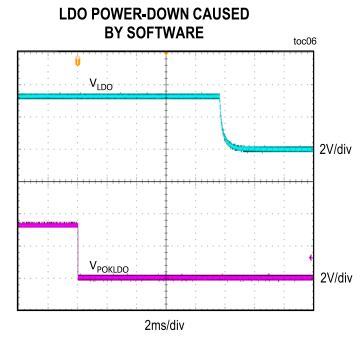 LDO POWER-DOWN CAUSED
BY SOFTWARE
toc06
VLDO
2V/div
VPOKLDO
2V/div
2ms/div